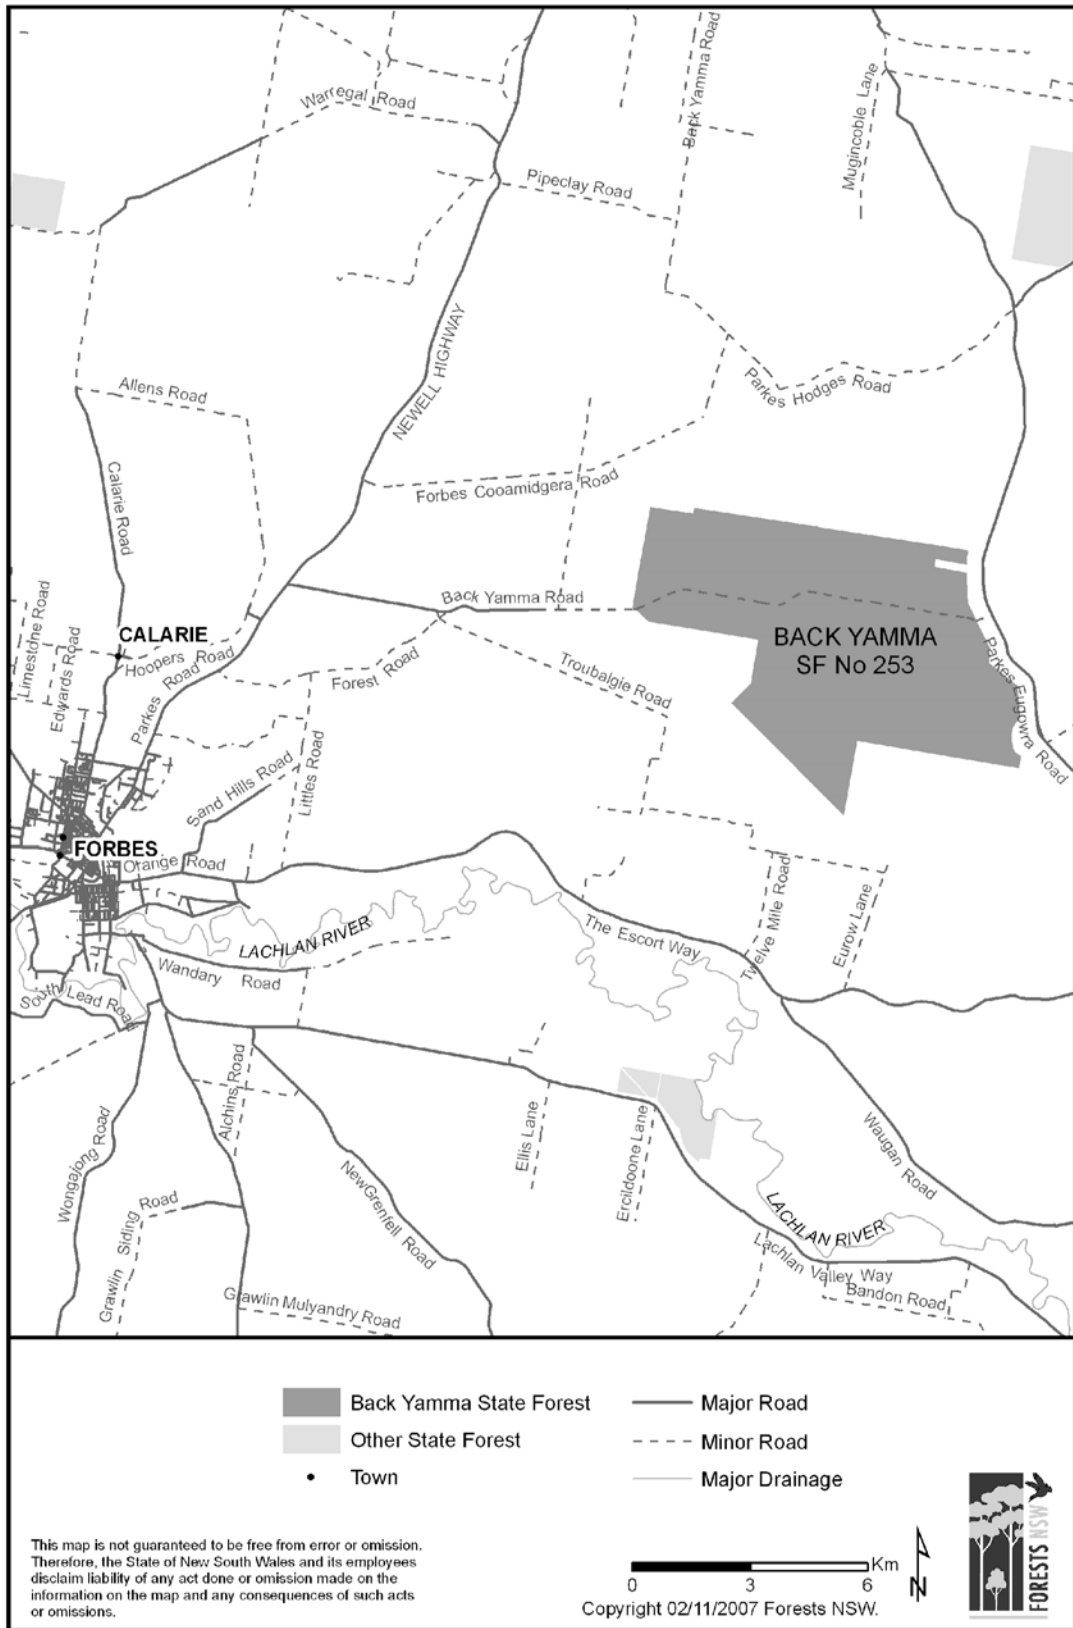 Warregal Road
Back Yamma Road
Mugincoble Lane
Pipeclay Road
NEWELL HIGHWAY
Parkes Hodges Road
Allens Road
Calarie Road
Forbes Cooamidgera Road
Back Yamma Road
Limestone Road
Edwards Road
CALARIE
Hoopers Road
Parkes Road
Forest Road
Troubalgie Road
BACK YAMMA
SF No 253
Parkes Eugowra Road
Littles Road
Sand Hills Road
FORBES
Orange Road
LACHLAN RIVER
The Escort Way
Twelve Mile Road
Eurow Lane
Wandary Road
South Lead Road
Alchins Road
Wongajong Road
Ellis Lane
Ercildoone Lane
Waugan Road
NewGrenfell Road
Grawlin Siding Road
LACHLAN RIVER
Lachlan Valley Way
Bandon Road
Grawlin Mulyandry Road
Back Yamma State Forest
Other State Forest
Town
Major Road
Minor Road
Major Drainage
This map is not guaranteed to be free from error or omission.
Therefore, the State of New South Wales and its employees
disclaim liability of any act done or omission made on the
information on the map and any consequences of such acts
or omissions.
Km
0 3 6
Copyright 02/11/2007 Forests NSW.
N
FORESTS NSW